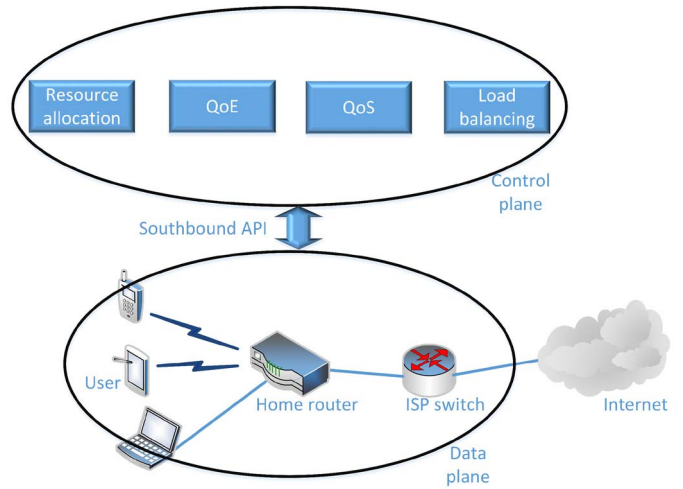 Resource
allocation
QoE
QoS
Load
balancing
Control
plane
Southbound API
User
Home router
ISP switch
Internet
Data
plane